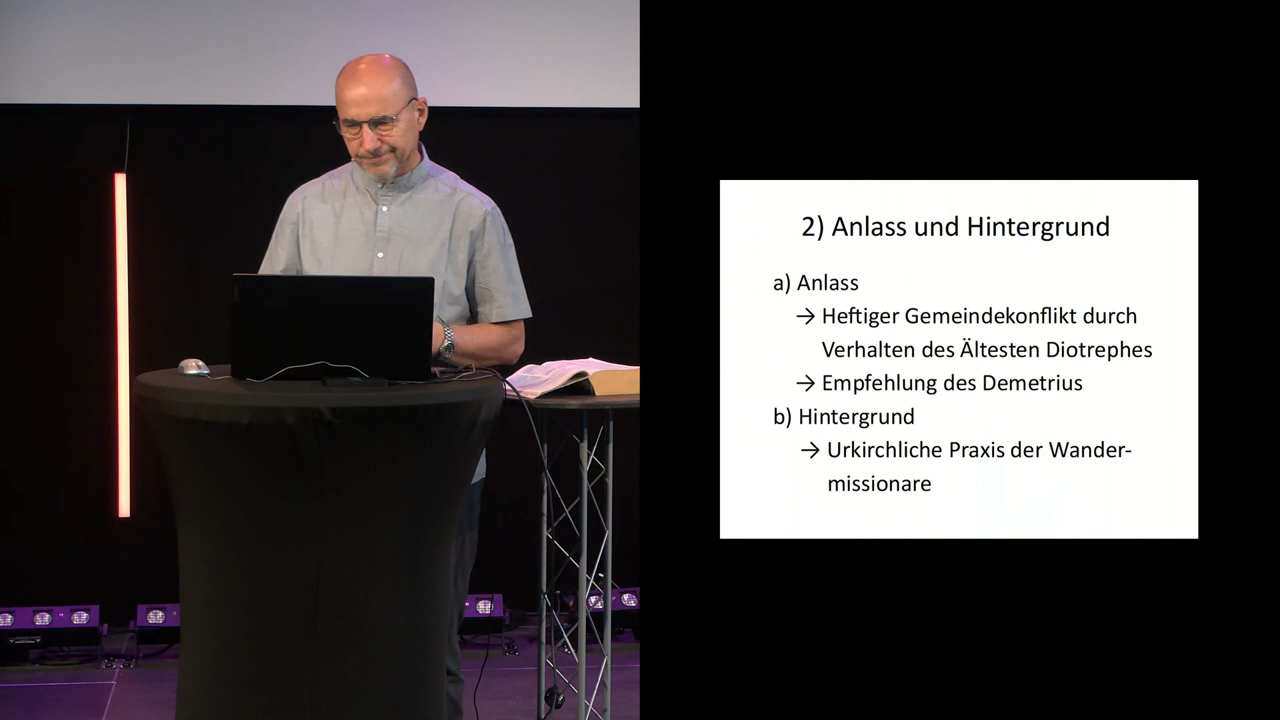 2) Anlass und Hintergrund
a) Anlass
→ Heftiger Gemeindekonflikt durch
Verhalten des Ältesten Diotrephes
→ Empfehlung des Demetrius
b) Hintergrund
→ Urkirchliche Praxis der Wander-
missionare